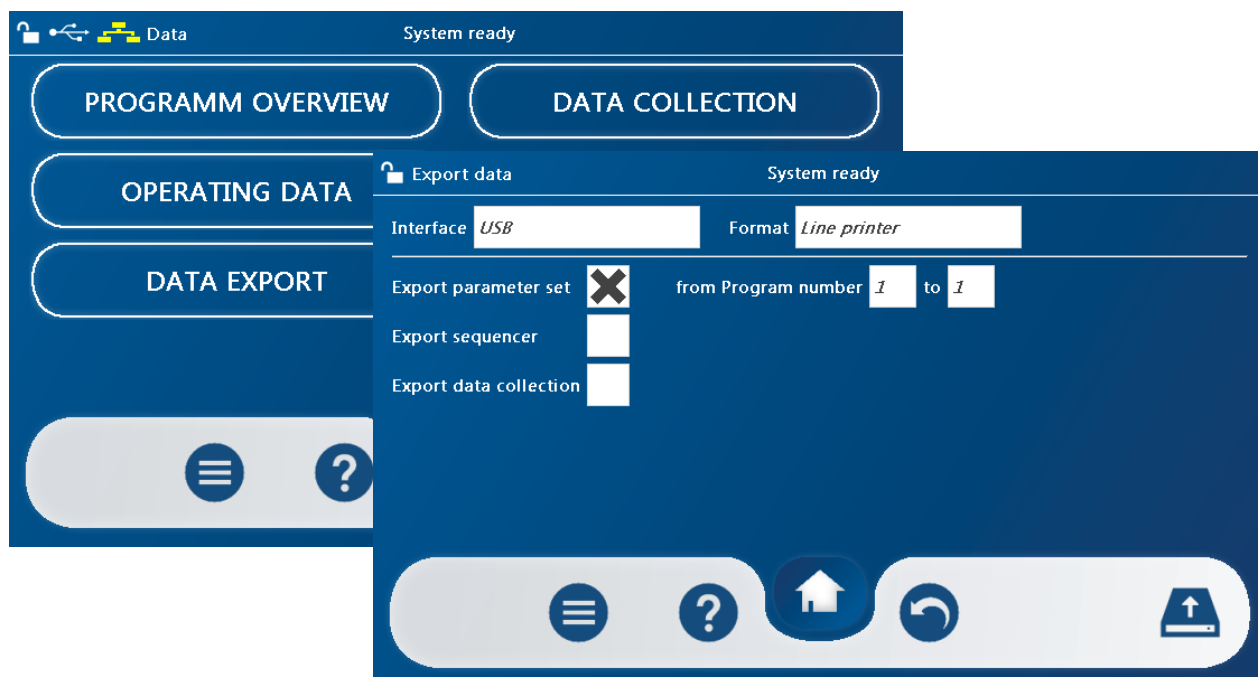 Data System ready
PROGRAMM OVERVIEW DATA COLLECTION
OPERATING DATA
DATA EXPORT
?
Export data System ready
Interface USB Format Line printer
Export parameter set from Program number 1 to 1
Export sequencer
Export data collection
?